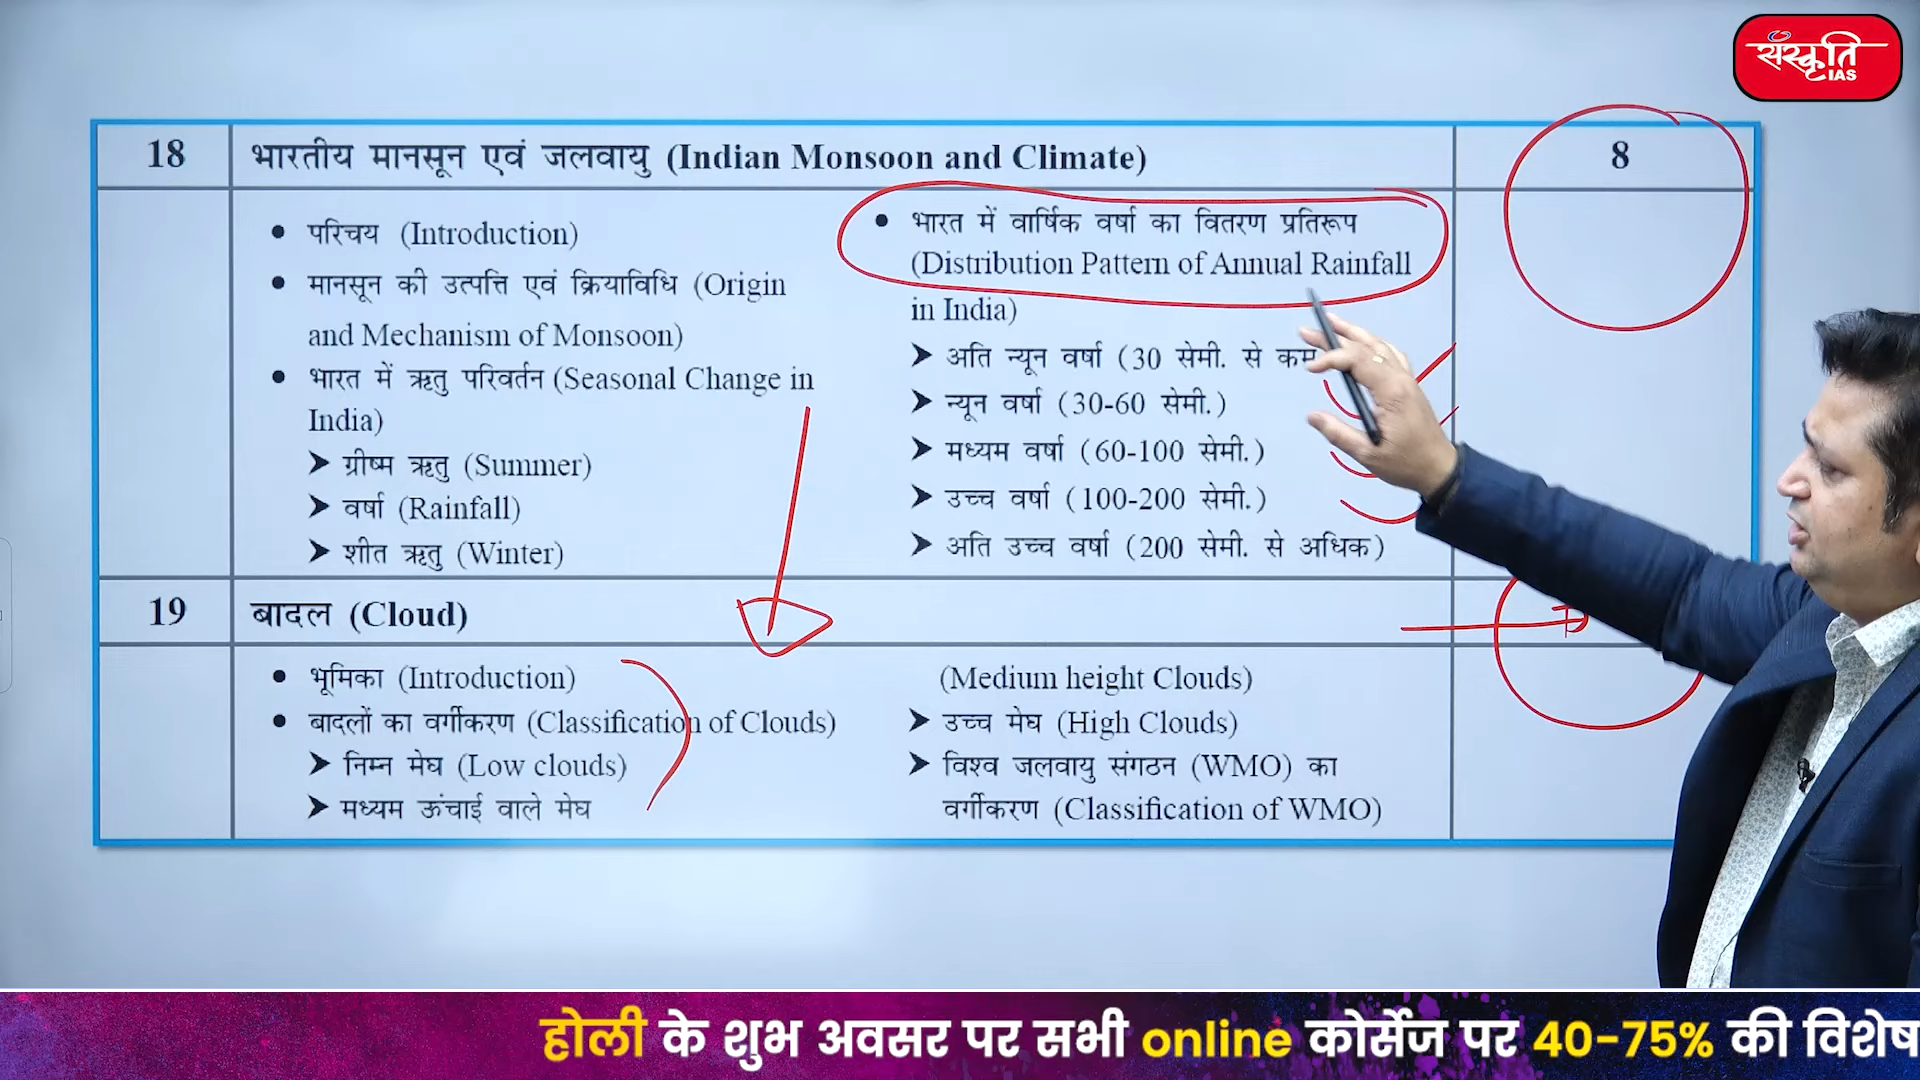 संस्कृति
IAS
18 भारतीय मानसून एवं जलवायु (Indian Monsoon and Climate) 8
• परिचय (Introduction)
• मानसून की उत्पत्ति एवं क्रियाविधि (Origin
and Mechanism of Monsoon)
• भारत में ऋतु परिवर्तन (Seasonal Change in
India)
➤ ग्रीष्म ऋतु (Summer)
➤ वर्षा (Rainfall)
➤ शीत ऋतु (Winter)
• भारत में वार्षिक वर्षा का वितरण प्रतिरूप
(Distribution Pattern of Annual Rainfall
in India)
➤ अति न्यून वर्षा (30 सेमी. से कम
➤ न्यून वर्षा (30-60 सेमी.)
➤ मध्यम वर्षा (60-100 सेमी.)
➤ उच्च वर्षा (100-200 सेमी.)
➤ अति उच्च वर्षा (200 सेमी. से अधिक)
19 बादल (Cloud)
• भूमिका (Introduction)
• बादलों का वर्गीकरण (Classification of Clouds)
➤ निम्न मेघ (Low clouds)
➤ मध्यम ऊंचाई वाले मेघ
(Medium height Clouds)
➤ उच्च मेघ (High Clouds)
➤ विश्व जलवायु संगठन (WMO) का
वर्गीकरण (Classification of WMO)
होली के शुभ अवसर पर सभी online कोर्सेज पर 40-75% की विशेष